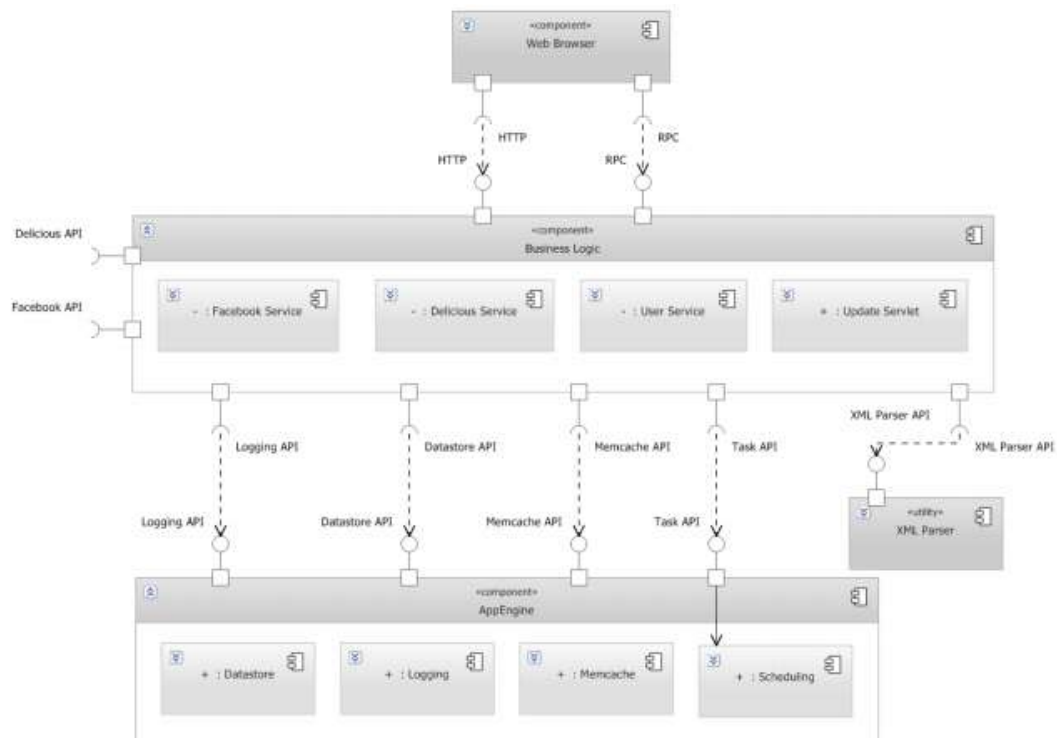 «component»
Web Browser
HTTP
RPC
HTTP
RPC
Delicious API
«component»
Business Logic
Facebook API
- : Facebook Service
- : Delicious Service
- : User Service
+ : Update Servlet
XML Parser API
Logging API
Datastore API
Memcache API
Task API
XML Parser API
Logging API
Datastore API
Memcache API
Task API
«utility»
XML Parser
«component»
AppEngine
+ : Datastore
+ : Logging
+ : Memcache
+ : Scheduling